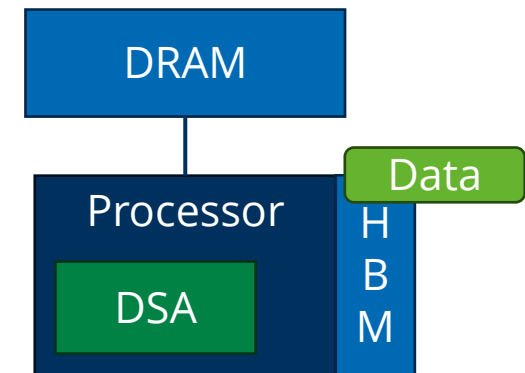 DRAM
Data
Processor
H
B
M
DSA